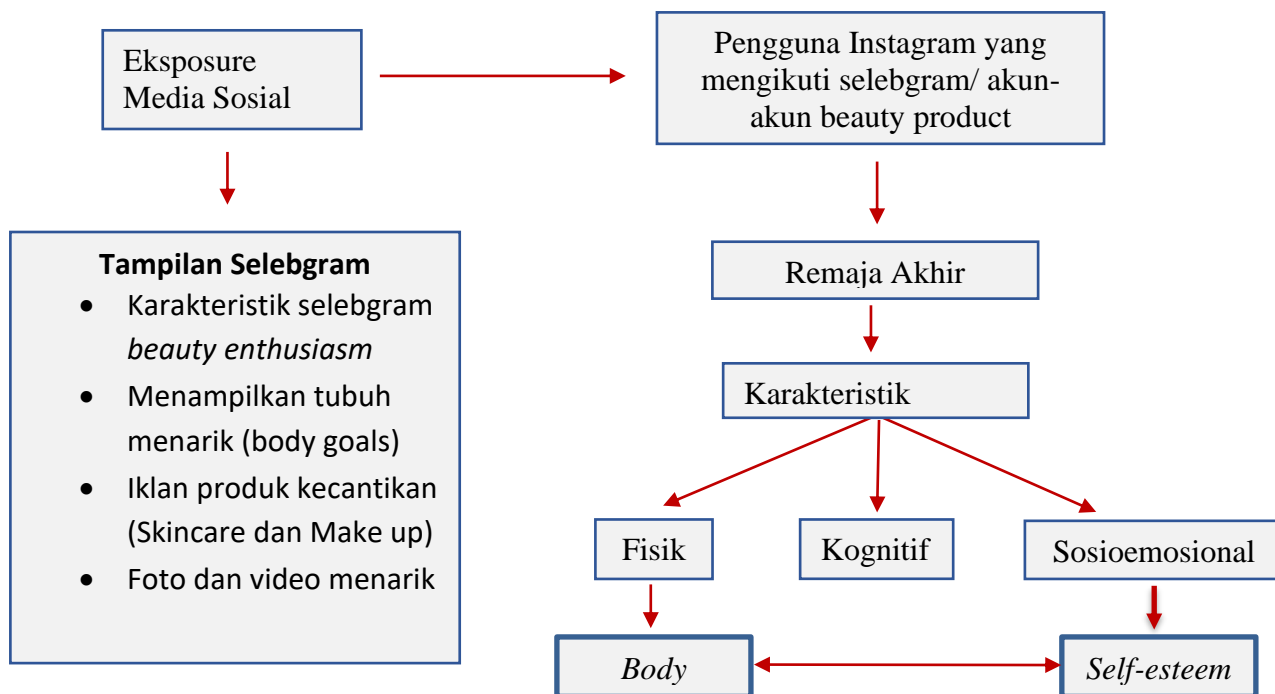 Eksposure
Media Sosial
Pengguna Instagram yang
mengikuti selebgram/ akun-
akun beauty product
Tampilan Selebgram
• Karakteristik selebgram
beauty enthusiasm
• Menampilkan tubuh
menarik (body goals)
• Iklan produk kecantikan
(Skincare dan Make up)
• Foto dan video menarik
Remaja Akhir
Karakteristik
Fisik
Kognitif
Sosioemosional
Body
Self-esteem